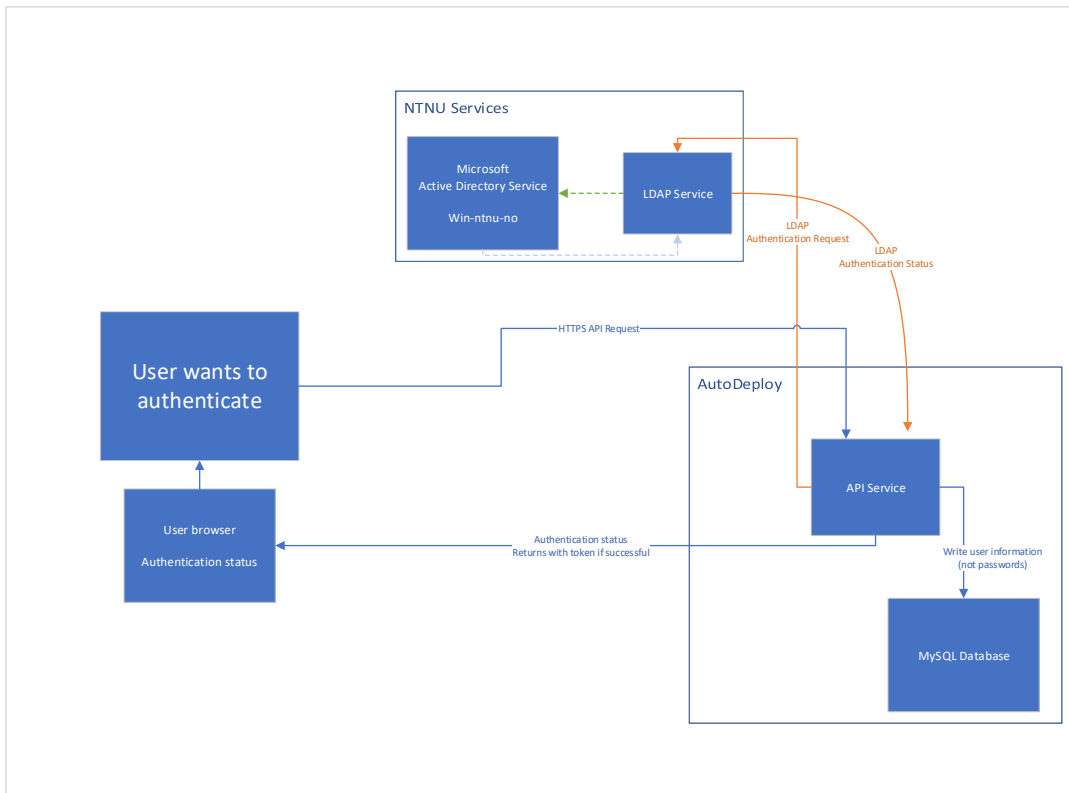 NTNU Services
Microsoft
Active Directory Service
Win-ntnu-no
LDAP Service
LDAP
Authentication Request
LDAP
Authentication Status
HTTPS API Request
User wants to
authenticate
AutoDeploy
API Service
User browser
Authentication status
Authentication status
Returns with token if successful
Write user information
(not passwords)
MySQL Database